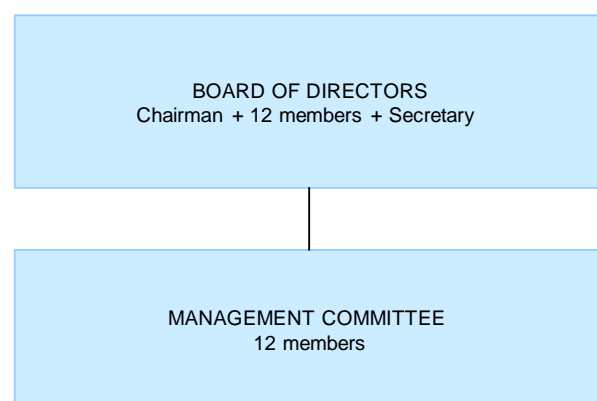 BOARD OF DIRECTORS
Chairman + 12 members + Secretary
MANAGEMENT COMMITTEE
12 members